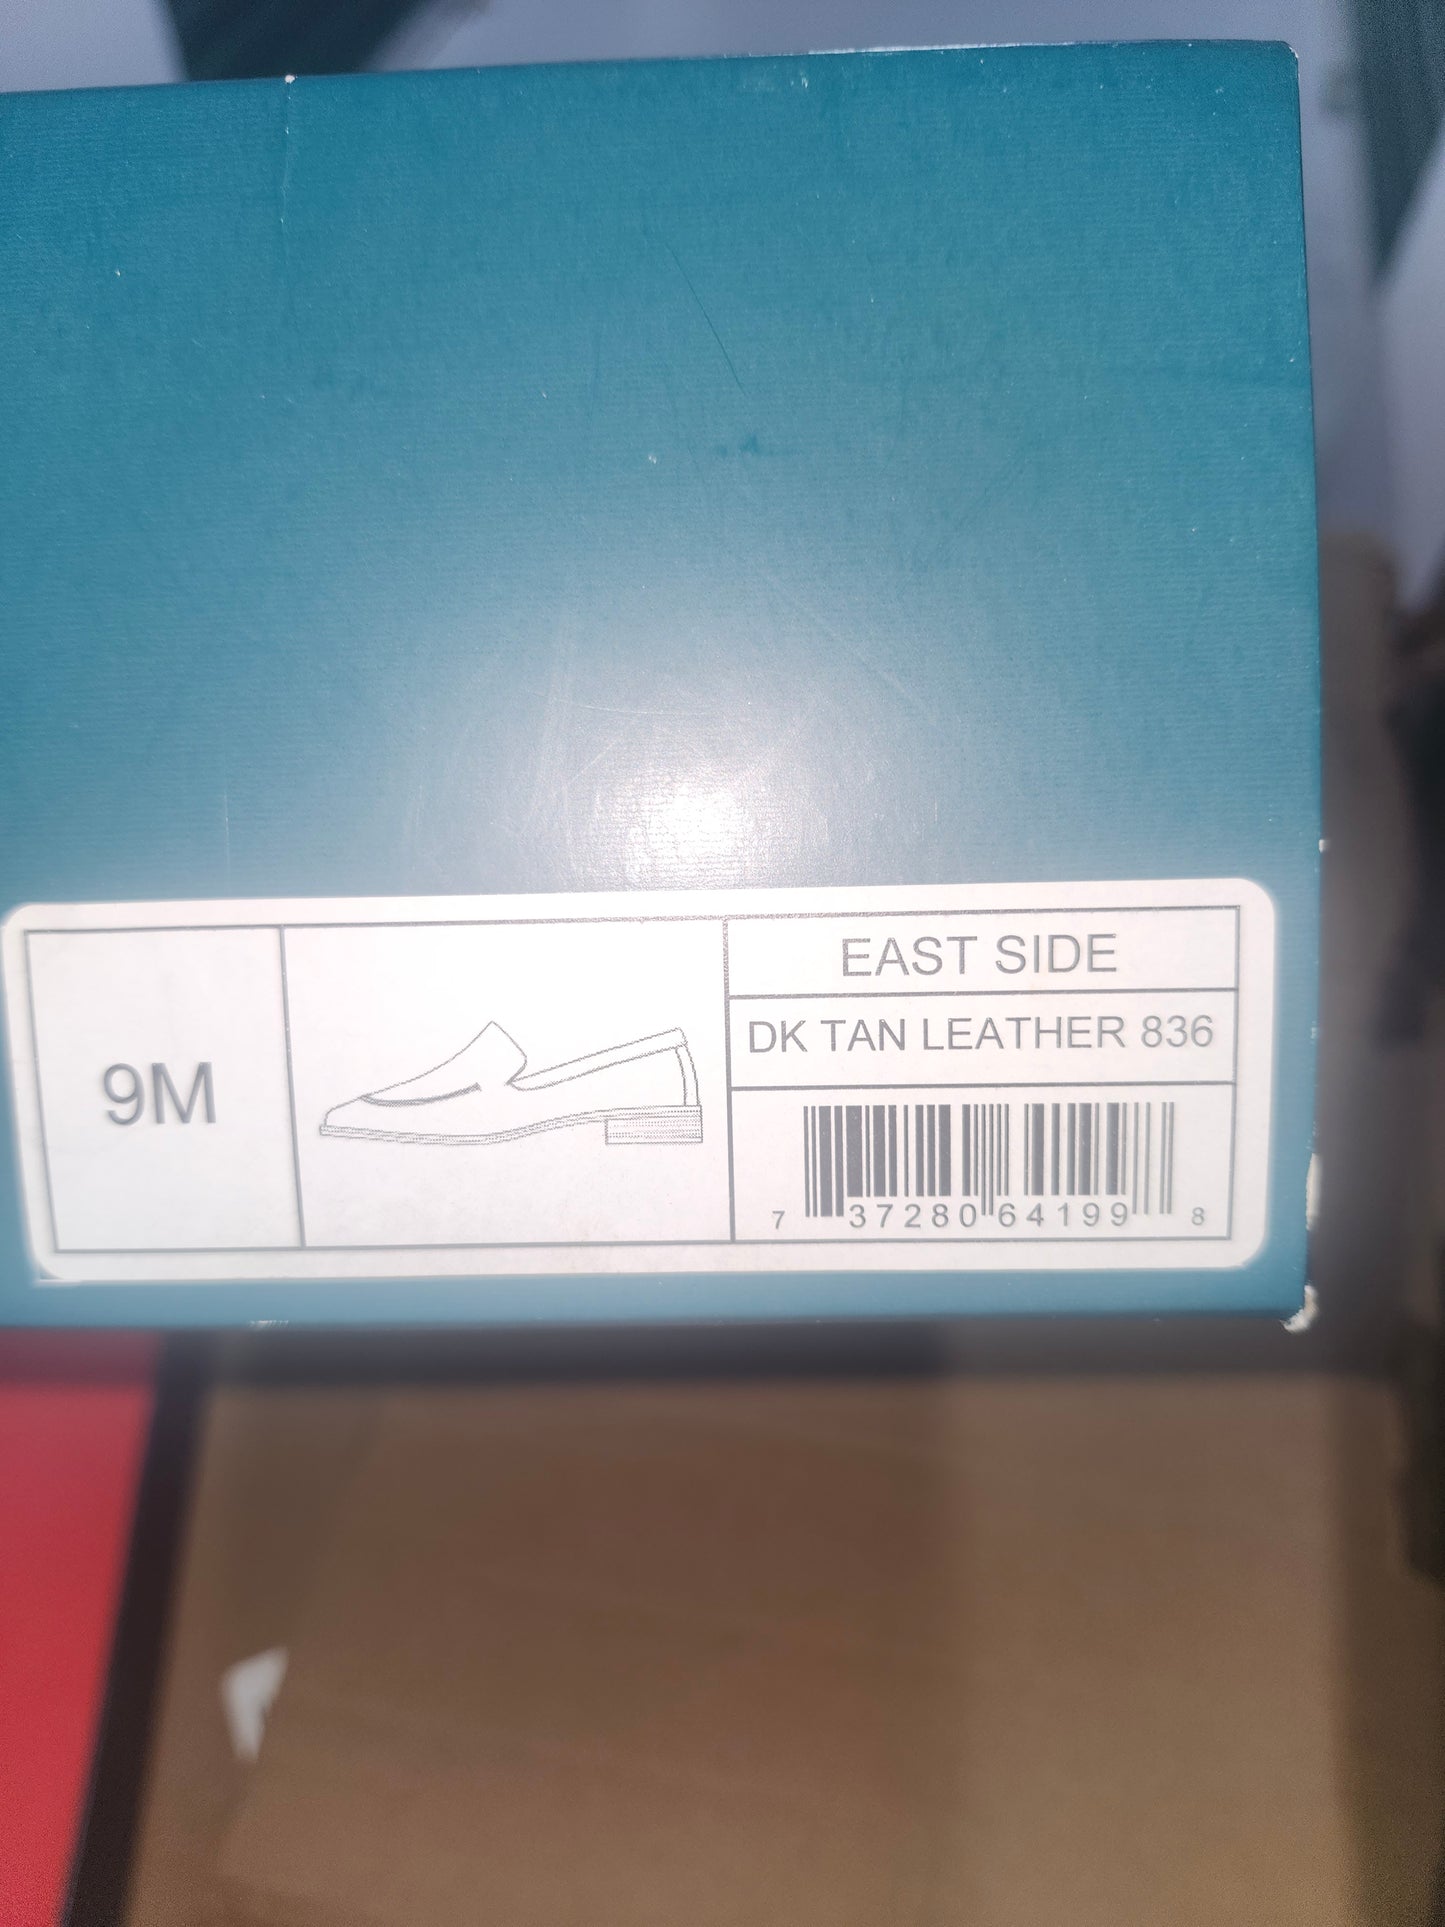 9M
EAST SIDE
DK TAN LEATHER 836
7 37280 64199 8